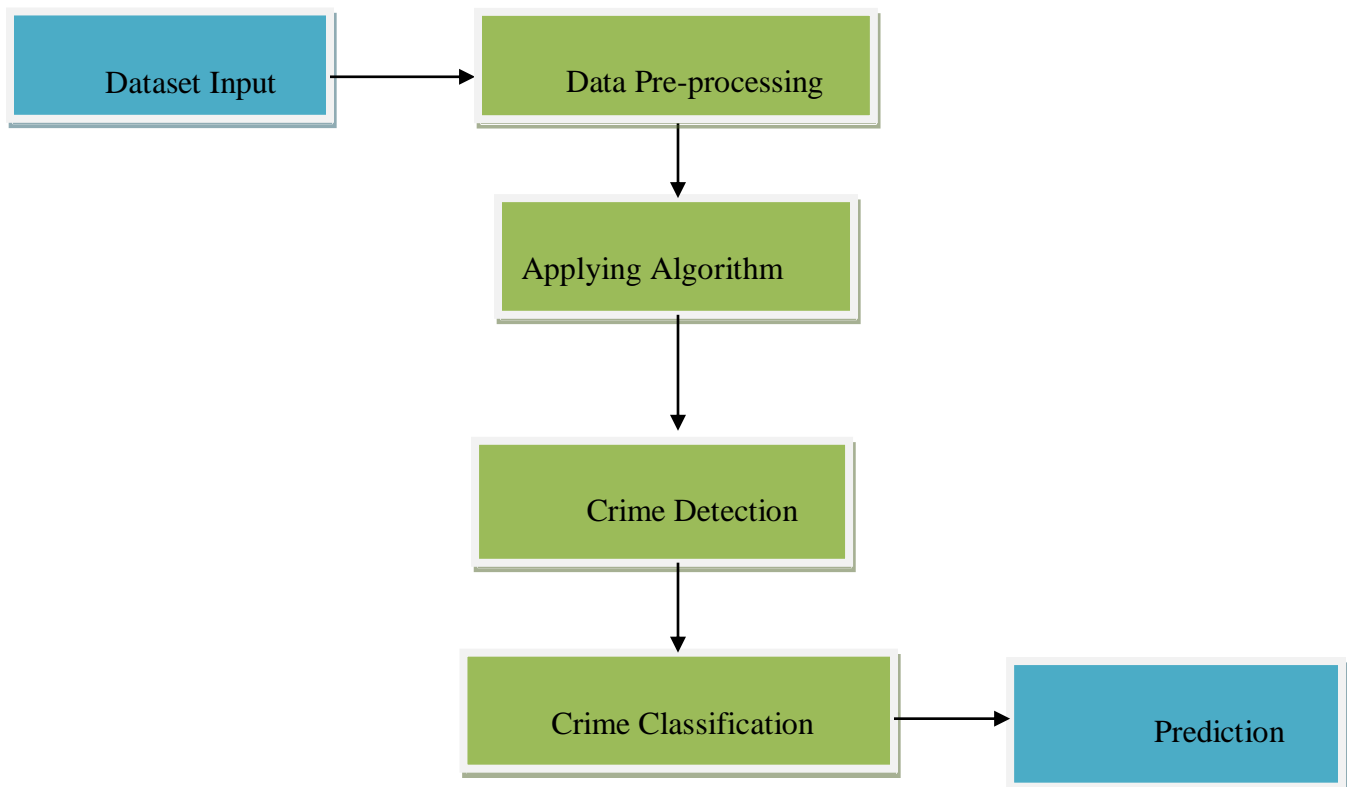 Dataset Input
Data Pre-processing
Applying Algorithm
Crime Detection
Crime Classification
Prediction